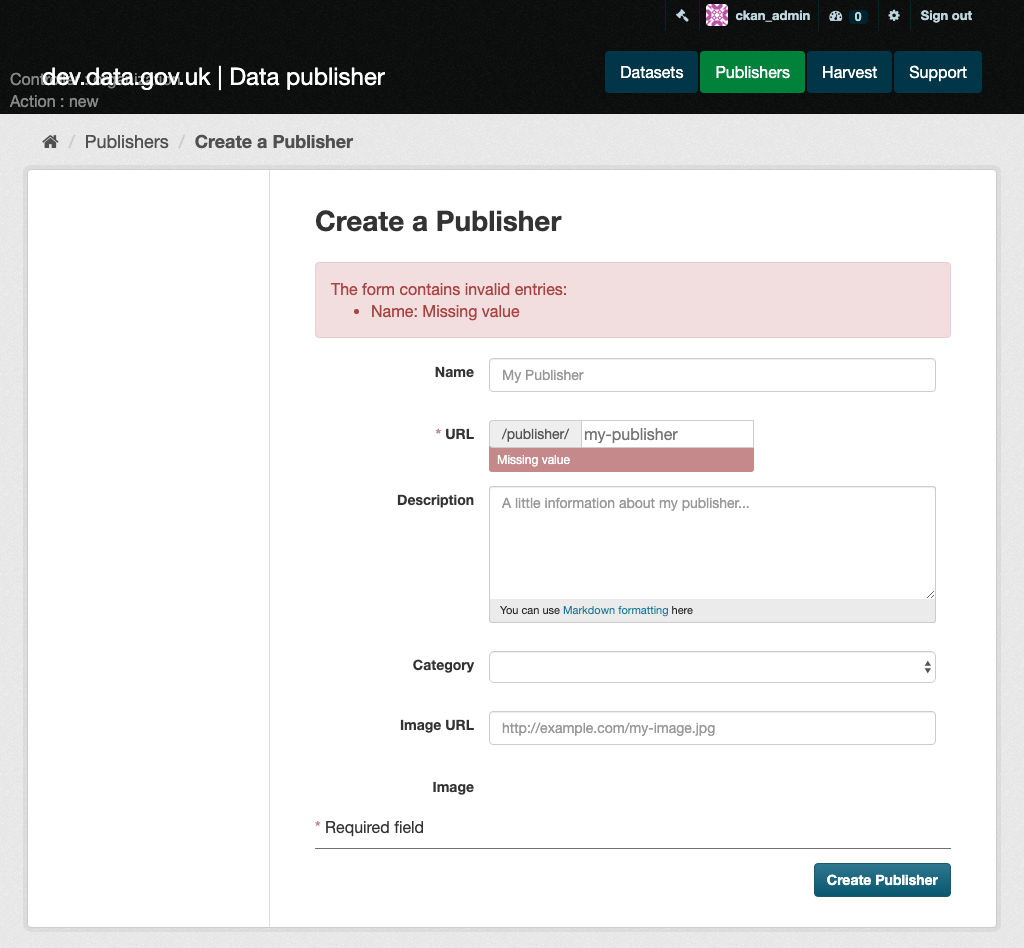 ckan_admin 0 Sign out
dev.data.gov.uk | Data publisher
Action : new
Datasets Publishers Harvest Support
/ Publishers / Create a Publisher
Create a Publisher
The form contains invalid entries:
• Name: Missing value
Name My Publisher
* URL /publisher/ my-publisher
Missing value
Description A little information about my publisher...
You can use Markdown formatting here
Category
Image URL http://example.com/my-image.jpg
Image
* Required field
Create Publisher